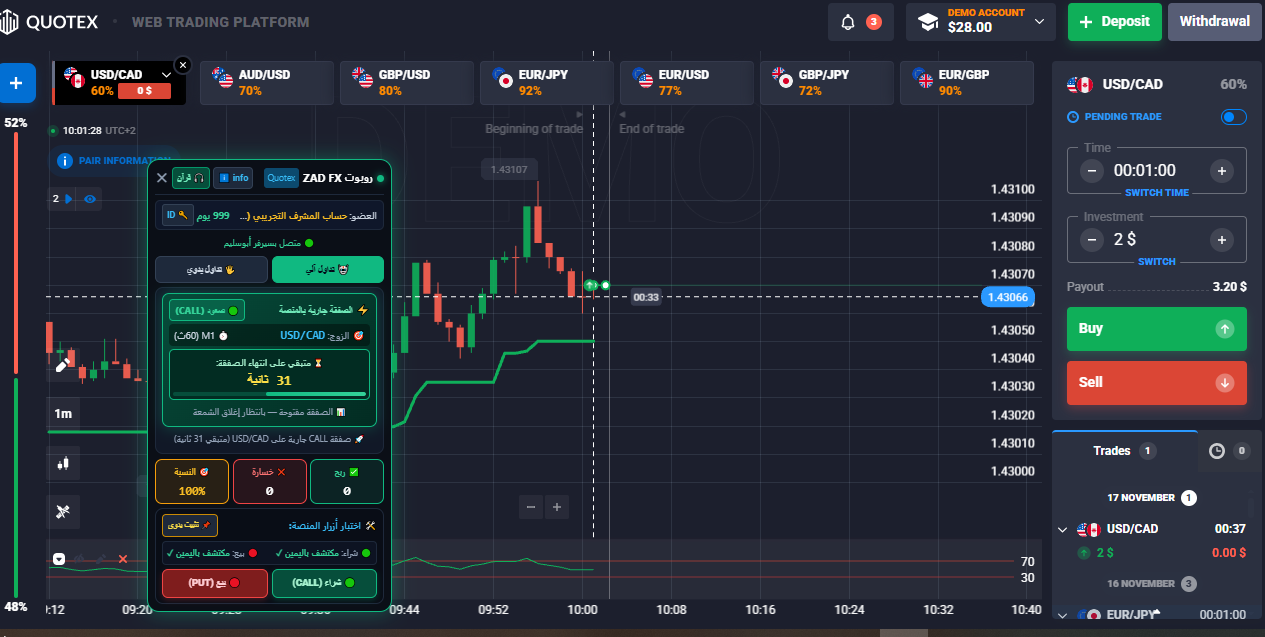 QUOTEX • WEB TRADING PLATFORM
3
DEMO ACCOUNT
$28.00
Deposit
Withdrawal
USD/CAD
60% 0 $
AUD/USD
70%
GBP/USD
80%
EUR/JPY
92%
EUR/USD
77%
GBP/JPY
72%
EUR/GBP
90%
52%
10:01:28 UTC+2
PAIR INFORMATION
2
1m
48%
DEMO
Beginning of trade
End of trade
1.43107
00:33
1.43100
1.43090
1.43080
1.43070
1.43066
1.43050
1.43040
1.43030
1.43020
1.43010
1.43000
70
30
09:20
09:44
09:52
10:00
10:08
10:16
10:24
10:32
10:40
روبوت ZAD FX Quotex info قرآن
العضو: حساب المشرف التجريبي (... 999 يوم ID
متصل بسيرفر أبوسليم
تداول آلي
تداول يدوي
الصفقة جارية بالمنصة
صعود (CALL)
الزوج: USD/CAD
M1 (60ث)
متبقي على انتهاء الصفقة:
31 ثانية
الصفقة مفتوحة — بانتظار إغلاق الشمعة
صفقة CALL جارية على USD/CAD (متبقي 31 ثانية)
ربح
0
خسارة
0
النسبة
100%
اختبار أزرار المنصة:
تثبيت يدوي
شراء: مكتشف باليمين ✓
بيع: مكتشف باليمين ✓
شراء (CALL)
بيع (PUT)
USD/CAD 60%
PENDING TRADE
Time
00:01:00
SWITCH TIME
Investment
2 $
SWITCH
Payout 3.20 $
Buy
Sell
Trades 1
0
17 NOVEMBER 1
USD/CAD 00:37
2 $ 0.00 $
16 NOVEMBER 3
EUR/JPY 00:01:00